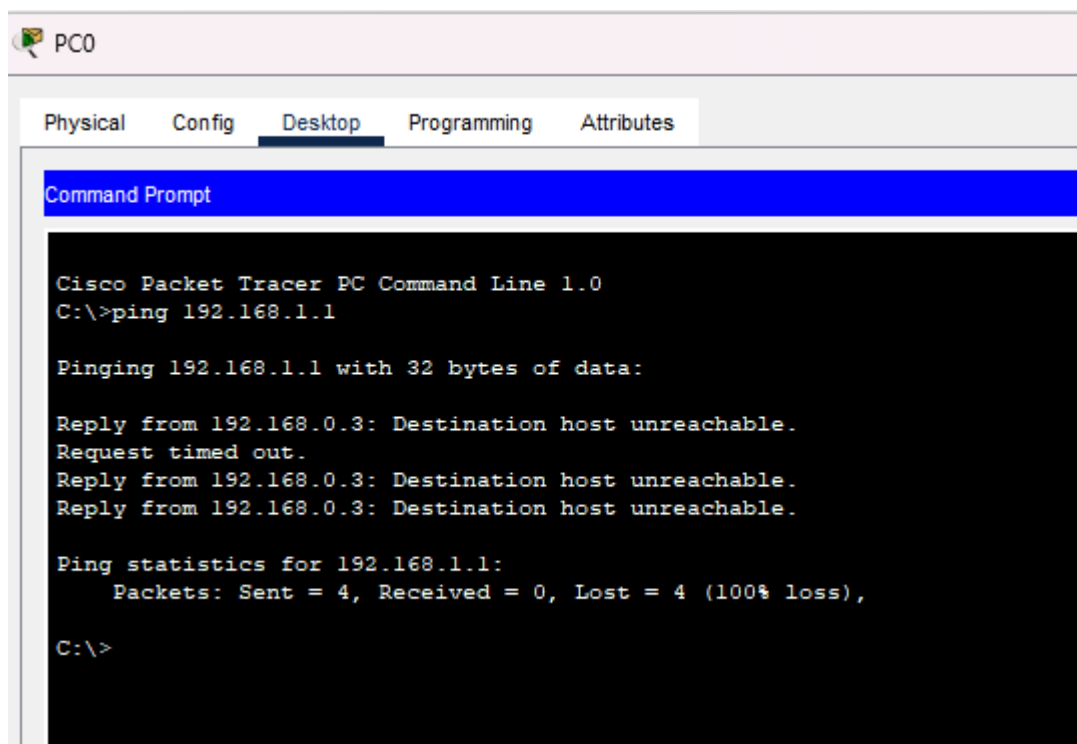 PC0
Physical Config Desktop Programming Attributes
Command Prompt
Cisco Packet Tracer PC Command Line 1.0
C:\>ping 192.168.1.1
Pinging 192.168.1.1 with 32 bytes of data:
Reply from 192.168.0.3: Destination host unreachable.
Request timed out.
Reply from 192.168.0.3: Destination host unreachable.
Reply from 192.168.0.3: Destination host unreachable.
Ping statistics for 192.168.1.1:
    Packets: Sent = 4, Received = 0, Lost = 4 (100% loss),
C:\>